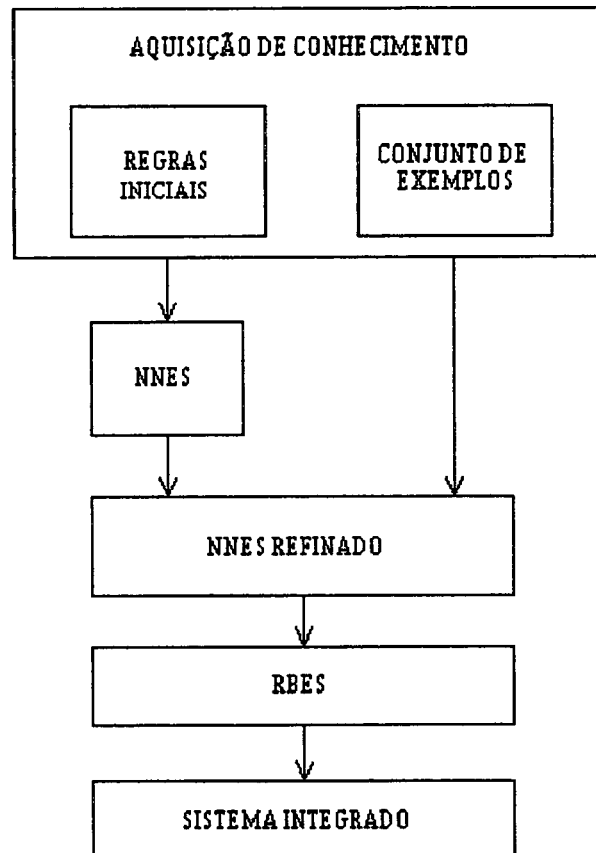 AQUISIÇÃO DE CONHECIMENTO
REGRAS
INICIAIS
CONJUNTO DE
EXEMPLOS
NNES
NNES REFINADO
RBES
SISTEMA INTEGRADO